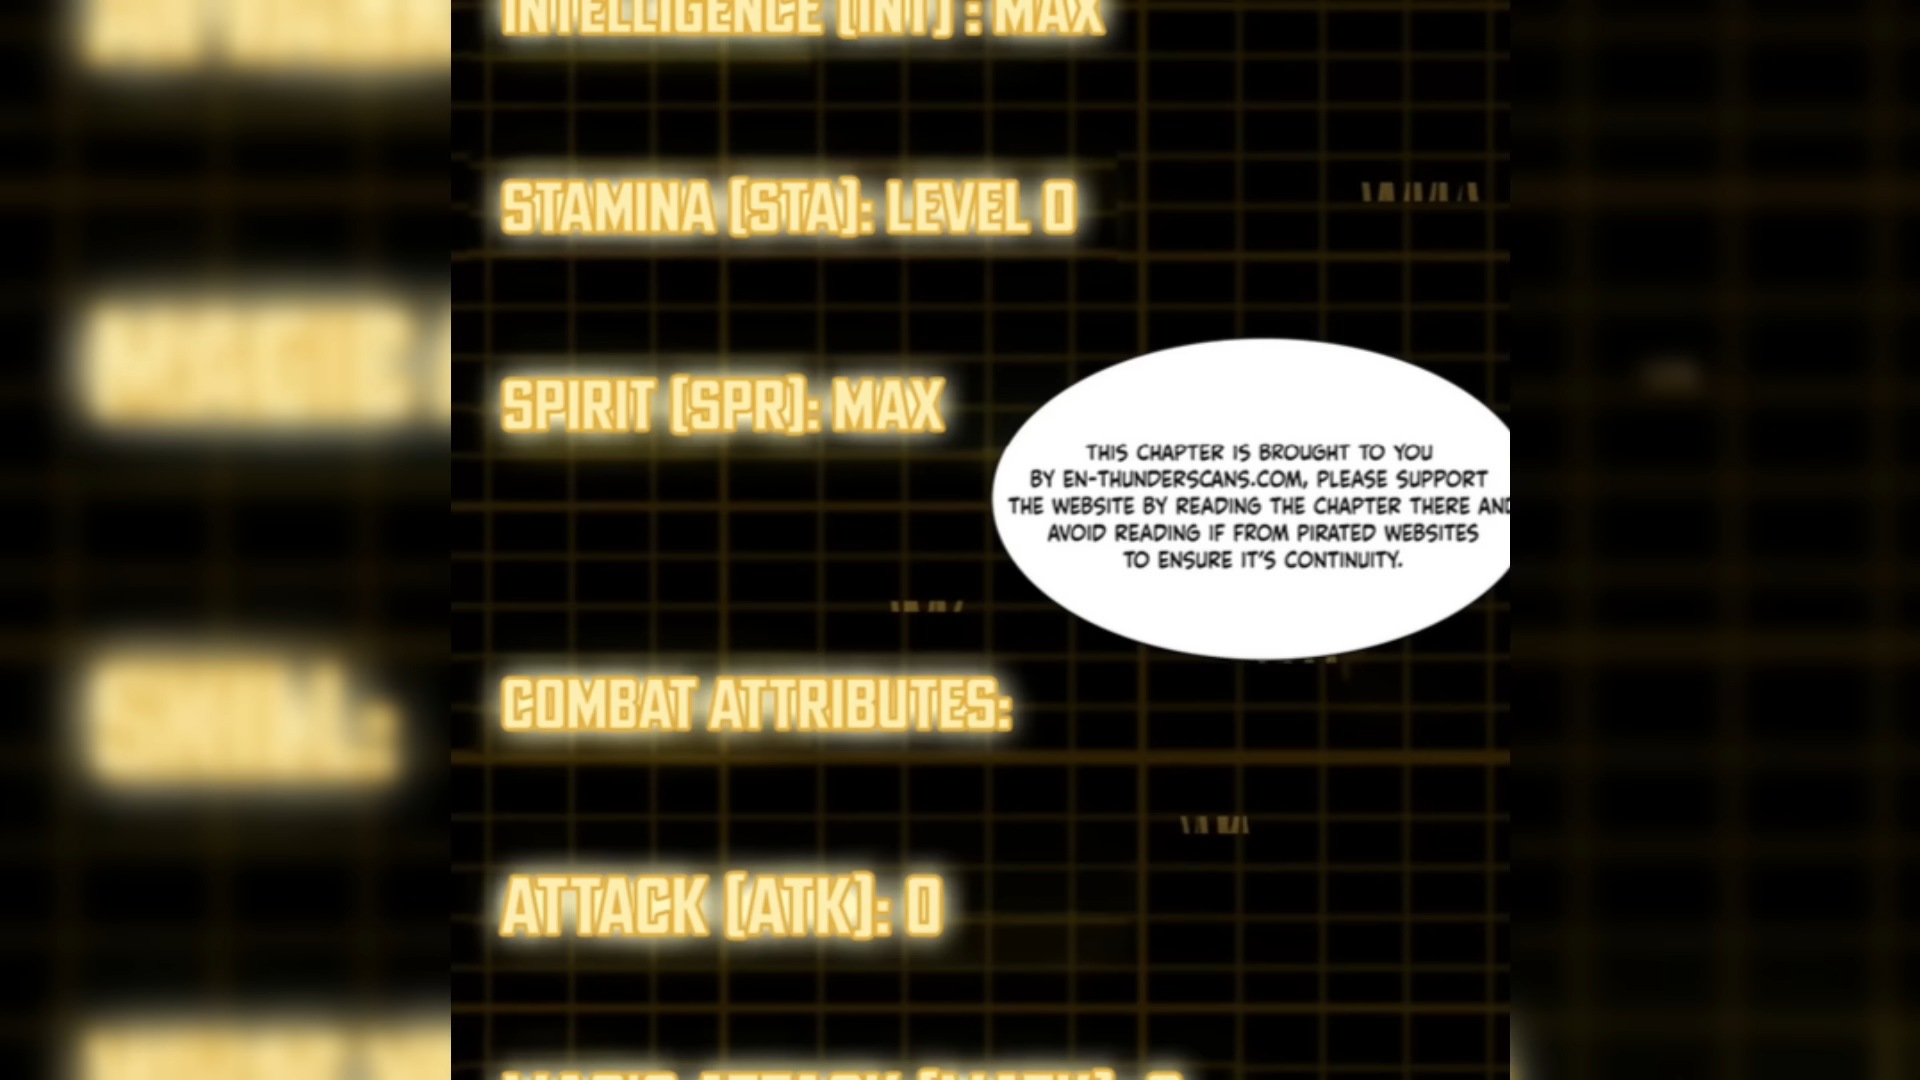 INTELLIGENCE [INT] : MAX
STAMINA [STA]: LEVEL 0
SPIRIT [SPR]: MAX
THIS CHAPTER IS BROUGHT TO YOU
BY EN-THUNDERSCANS.COM, PLEASE SUPPORT
THE WEBSITE BY READING THE CHAPTER THERE AND
AVOID READING IF FROM PIRATED WEBSITES
TO ENSURE IT'S CONTINUITY.
COMBAT ATTRIBUTES:
ATTACK [ATK]: 0